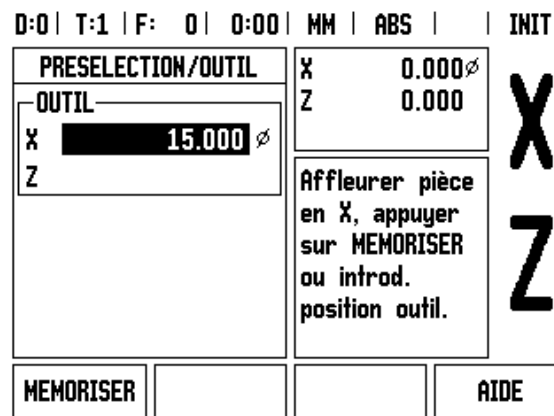 D:0 | T:1 | F: 0 | 0:00 | MM | ABS | | INIT
PRESELECTION/OUTIL
OUTIL
X 15.000 ø
Z
X 0.000 ø
Z 0.000
Affleurer pièce
en X, appuyer
sur MEMORISER
ou introd.
position outil.
X
Z
MEMORISER
AIDE